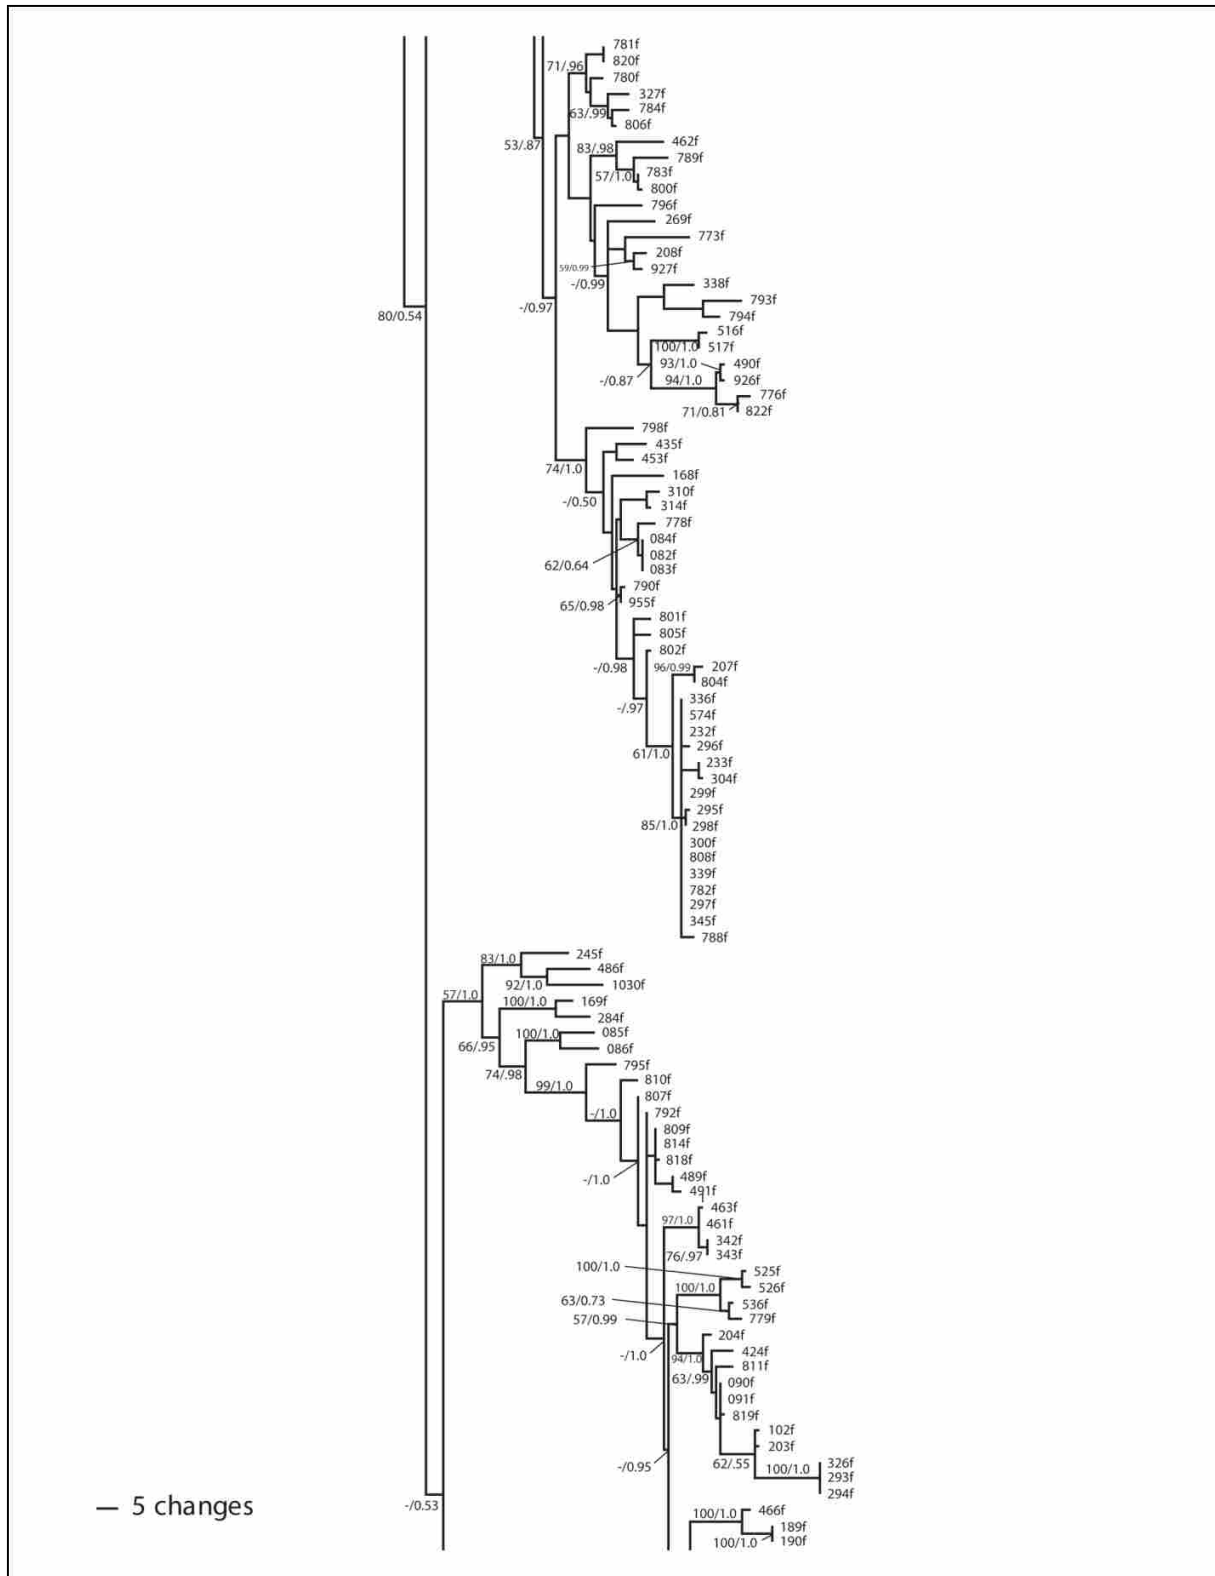 781f
820f
71/.96
780f
327f
63/.99
784f
806f
53/.87
462f
83/.98
789f
57/1.0
783f
800f
796f
269f
773f
208f
59/0.99
927f
-/0.99
338f
793f
-/0.97
80/0.54
794f
516f
100/1.0
517f
93/1.0
490f
-/0.87
94/1.0
926f
776f
71/0.81
822f
798f
435f
453f
74/1.0
168f
310f
-/0.50
314f
778f
084f
082f
62/0.64
083f
790f
65/0.98
955f
801f
805f
802f
-/0.98
96/0.99
207f
804f
336f
-/.97
574f
232f
296f
61/1.0
233f
304f
299f
295f
85/1.0
298f
300f
808f
339f
782f
297f
345f
788f
245f
83/1.0
486f
92/1.0
1030f
57/1.0
100/1.0
169f
284f
100/1.0
085f
66/.95
086f
795f
74/.98
810f
99/1.0
807f
-/1.0
792f
809f
814f
818f
-/1.0
489f
491f
463f
97/1.0
461f
342f
76/.97
343f
100/1.0
525f
100/1.0
526f
63/0.73
536f
57/0.99
779f
204f
-/1.0
94/1.0
424f
811f
63/.99
090f
091f
819f
102f
203f
-/0.95
62/.55
326f
100/1.0
293f
294f
-/0.53
5 changes
100/1.0
466f
189f
100/1.0
190f